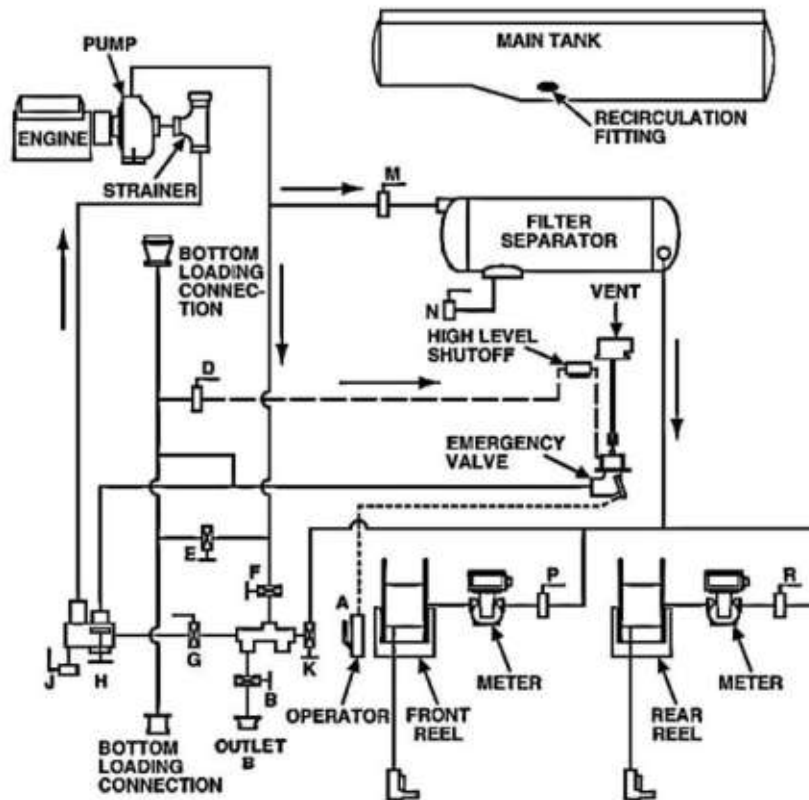 MAIN TANK
PUMP
RECIRCULATION
FITTING
ENGINE
STRAINER
M
FILTER
SEPARATOR
BOTTOM
LOADING
CONNEC-
TION
N
VENT
HIGH LEVEL
SHUTOFF
D
EMERGENCY
VALVE
E
F
A
P
R
G
K
J
H
B
METER
METER
OPERATOR
FRONT
REEL
REAR
REEL
BOTTOM
LOADING
CONNECTION
OUTLET
B